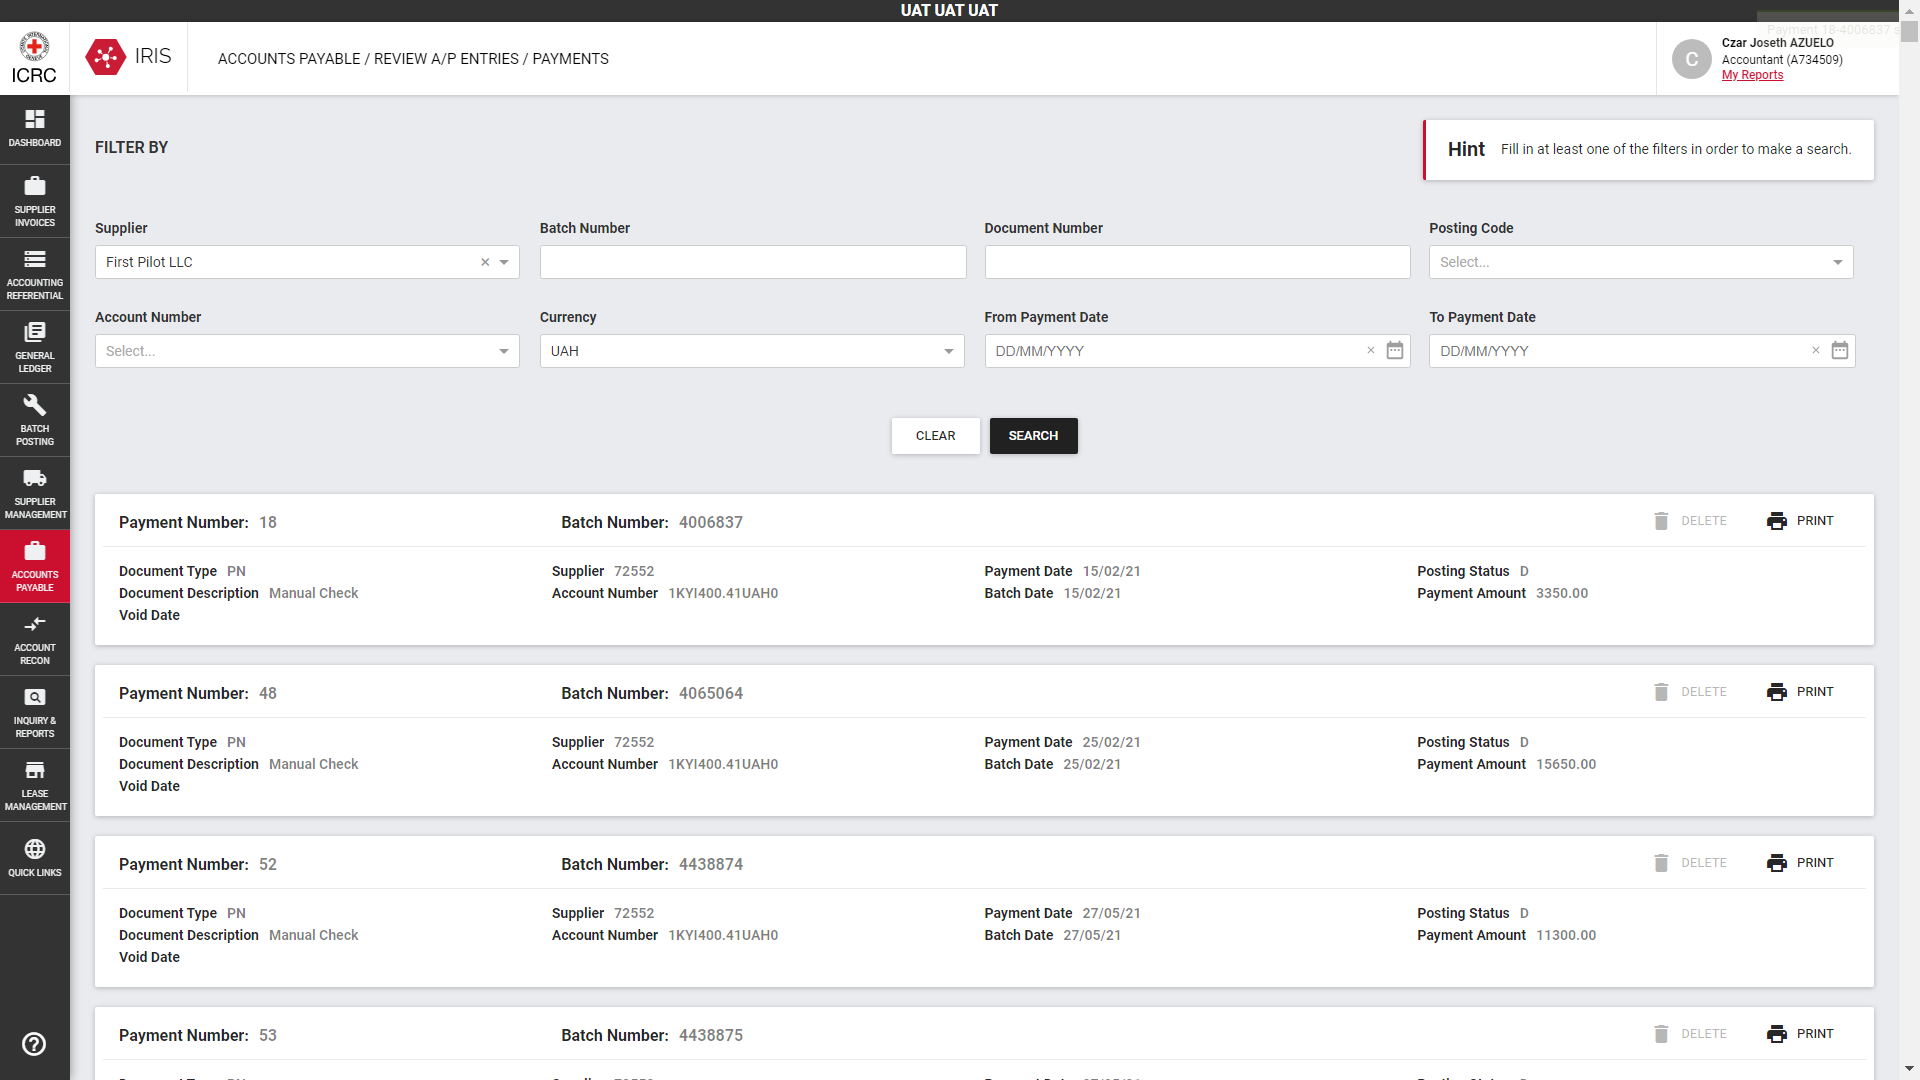 UAT UAT UAT
ICRC
IRIS
ACCOUNTS PAYABLE / REVIEW A/P ENTRIES / PAYMENTS
Payment 18-4006837
C
Czar Joseth AZUELO
Accountant (A734509)
My Reports
DASHBOARD
SUPPLIER
INVOICES
ACCOUNTING
REFERENTIAL
GENERAL
LEDGER
BATCH
POSTING
SUPPLIER
MANAGEMENT
ACCOUNTS
PAYABLE
ACCOUNT
RECON
INQUIRY &
REPORTS
LEASE
MANAGEMENT
QUICK LINKS
FILTER BY
Hint Fill in at least one of the filters in order to make a search.
Supplier Batch Number Document Number Posting Code
First Pilot LLC Select...
Account Number Currency From Payment Date To Payment Date
Select... UAH DD/MM/YYYY DD/MM/YYYY
CLEAR SEARCH
Payment Number: 18 Batch Number: 4006837 DELETE PRINT
Document Type PN Supplier 72552 Payment Date 15/02/21 Posting Status D
Document Description Manual Check Account Number 1KYI400.41UAH0 Batch Date 15/02/21 Payment Amount 3350.00
Void Date
Payment Number: 48 Batch Number: 4065064 DELETE PRINT
Document Type PN Supplier 72552 Payment Date 25/02/21 Posting Status D
Document Description Manual Check Account Number 1KYI400.41UAH0 Batch Date 25/02/21 Payment Amount 15650.00
Void Date
Payment Number: 52 Batch Number: 4438874 DELETE PRINT
Document Type PN Supplier 72552 Payment Date 27/05/21 Posting Status D
Document Description Manual Check Account Number 1KYI400.41UAH0 Batch Date 27/05/21 Payment Amount 11300.00
Void Date
Payment Number: 53 Batch Number: 4438875 DELETE PRINT